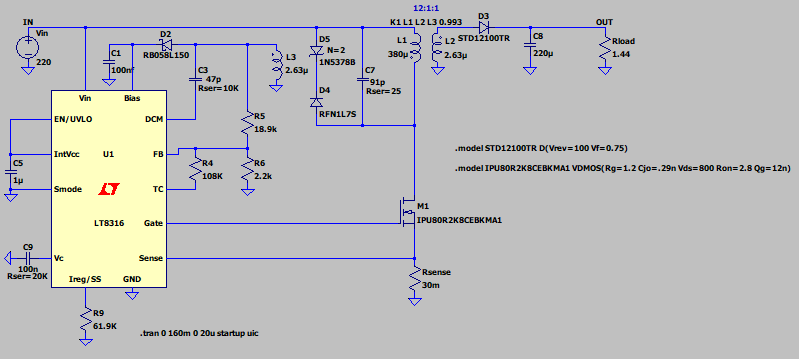 12:1:1
IN
K1 L1 L2 L3 0.993
D3
OUT
Vin
220
D2
RB058L150
C1
100nf
D5
N=2
1N5378B
L1
380µ
L2
2.63µ
STD12100TR
C8
220µ
Rload
1.44
L3
2.63µ
C3
47p
Rser=10K
C7
91p
Rser=25
D4
RFN1L7S
Vin
Bias
EN/UVLO
DCM
R5
18.9k
IntVcc
U1
FB
C5
1µ
R4
108K
R6
2.2k
Smode
TC
LT8316
Gate
Vc
Sense
C9
100n
Rser=20K
Ireg/SS
GND
R9
61.9K
M1
IPU80R2K8CEBKMA1
Rsense
30m
.model STD12100TR D(Vrev=100 Vf=0.75)
.model IPU80R2K8CEBKMA1 VDMOS(Rg=1.2 Cjo=.29n Vds=800 Ron=2.8 Qg=12n)
.tran 0 160m 0 20u startup uic